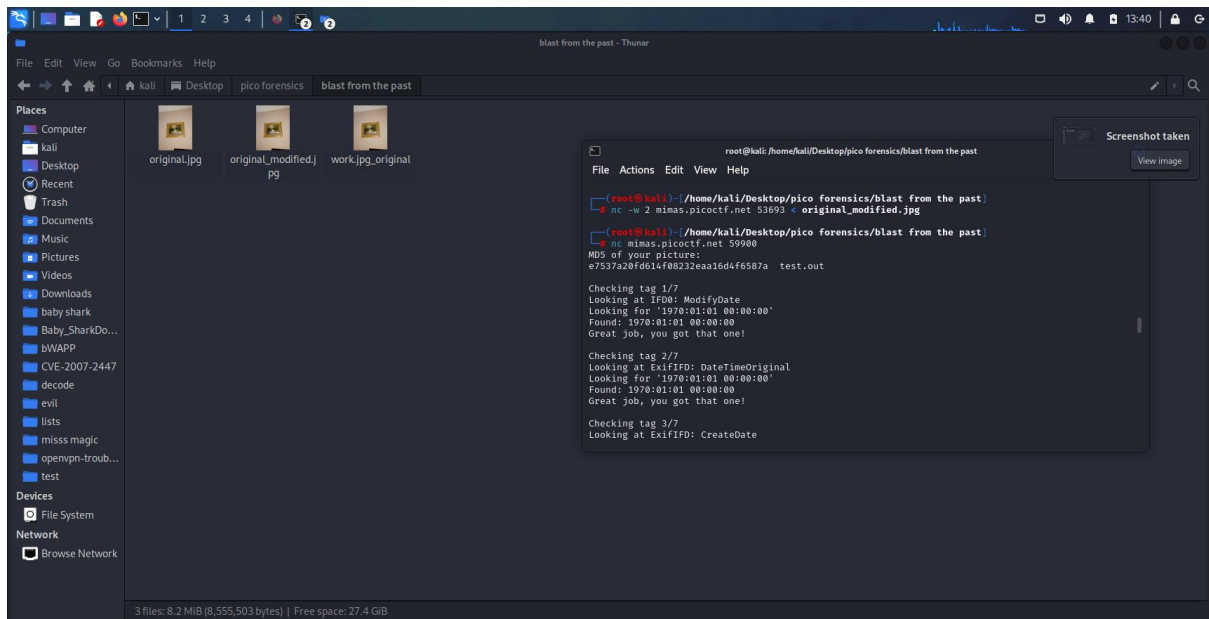 1 2 3 4
2
13:40
blast from the past - Thunar
File Edit View Go Bookmarks Help
kali Desktop pico forensics blast from the past
Places
Computer
kali
Desktop
Recent
Trash
Documents
Music
Pictures
Videos
Downloads
baby shark
Baby_SharkDo...
bWAPP
CVE-2007-2447
decode
evil
lists
misss magic
openvpn-troub...
test
Devices
File System
Network
Browse Network
original.jpg
original_modified.j
pg
work.jpg_original
Screenshot taken
View image
root@kali: /home/kali/Desktop/pico forensics/blast from the past
File Actions Edit View Help
(root㉿kali)-[/home/kali/Desktop/pico forensics/blast from the past]
# nc -w 2 mimas.picoctf.net 53693 < original_modified.jpg
(root㉿kali)-[/home/kali/Desktop/pico forensics/blast from the past]
# nc mimas.picoctf.net 59900
MD5 of your picture:
e7537a20fd614f08232eaa16d4f6587a test.out
Checking tag 1/7
Looking at IFD0: ModifyDate
Looking for '1970:01:01 00:00:00'
Found: 1970:01:01 00:00:00
Great job, you got that one!
Checking tag 2/7
Looking at ExifIFD: DateTimeOriginal
Looking for '1970:01:01 00:00:00'
Found: 1970:01:01 00:00:00
Great job, you got that one!
Checking tag 3/7
Looking at ExifIFD: CreateDate
3 files: 8.2 MiB (8,555,503 bytes) | Free space: 27.4 GiB